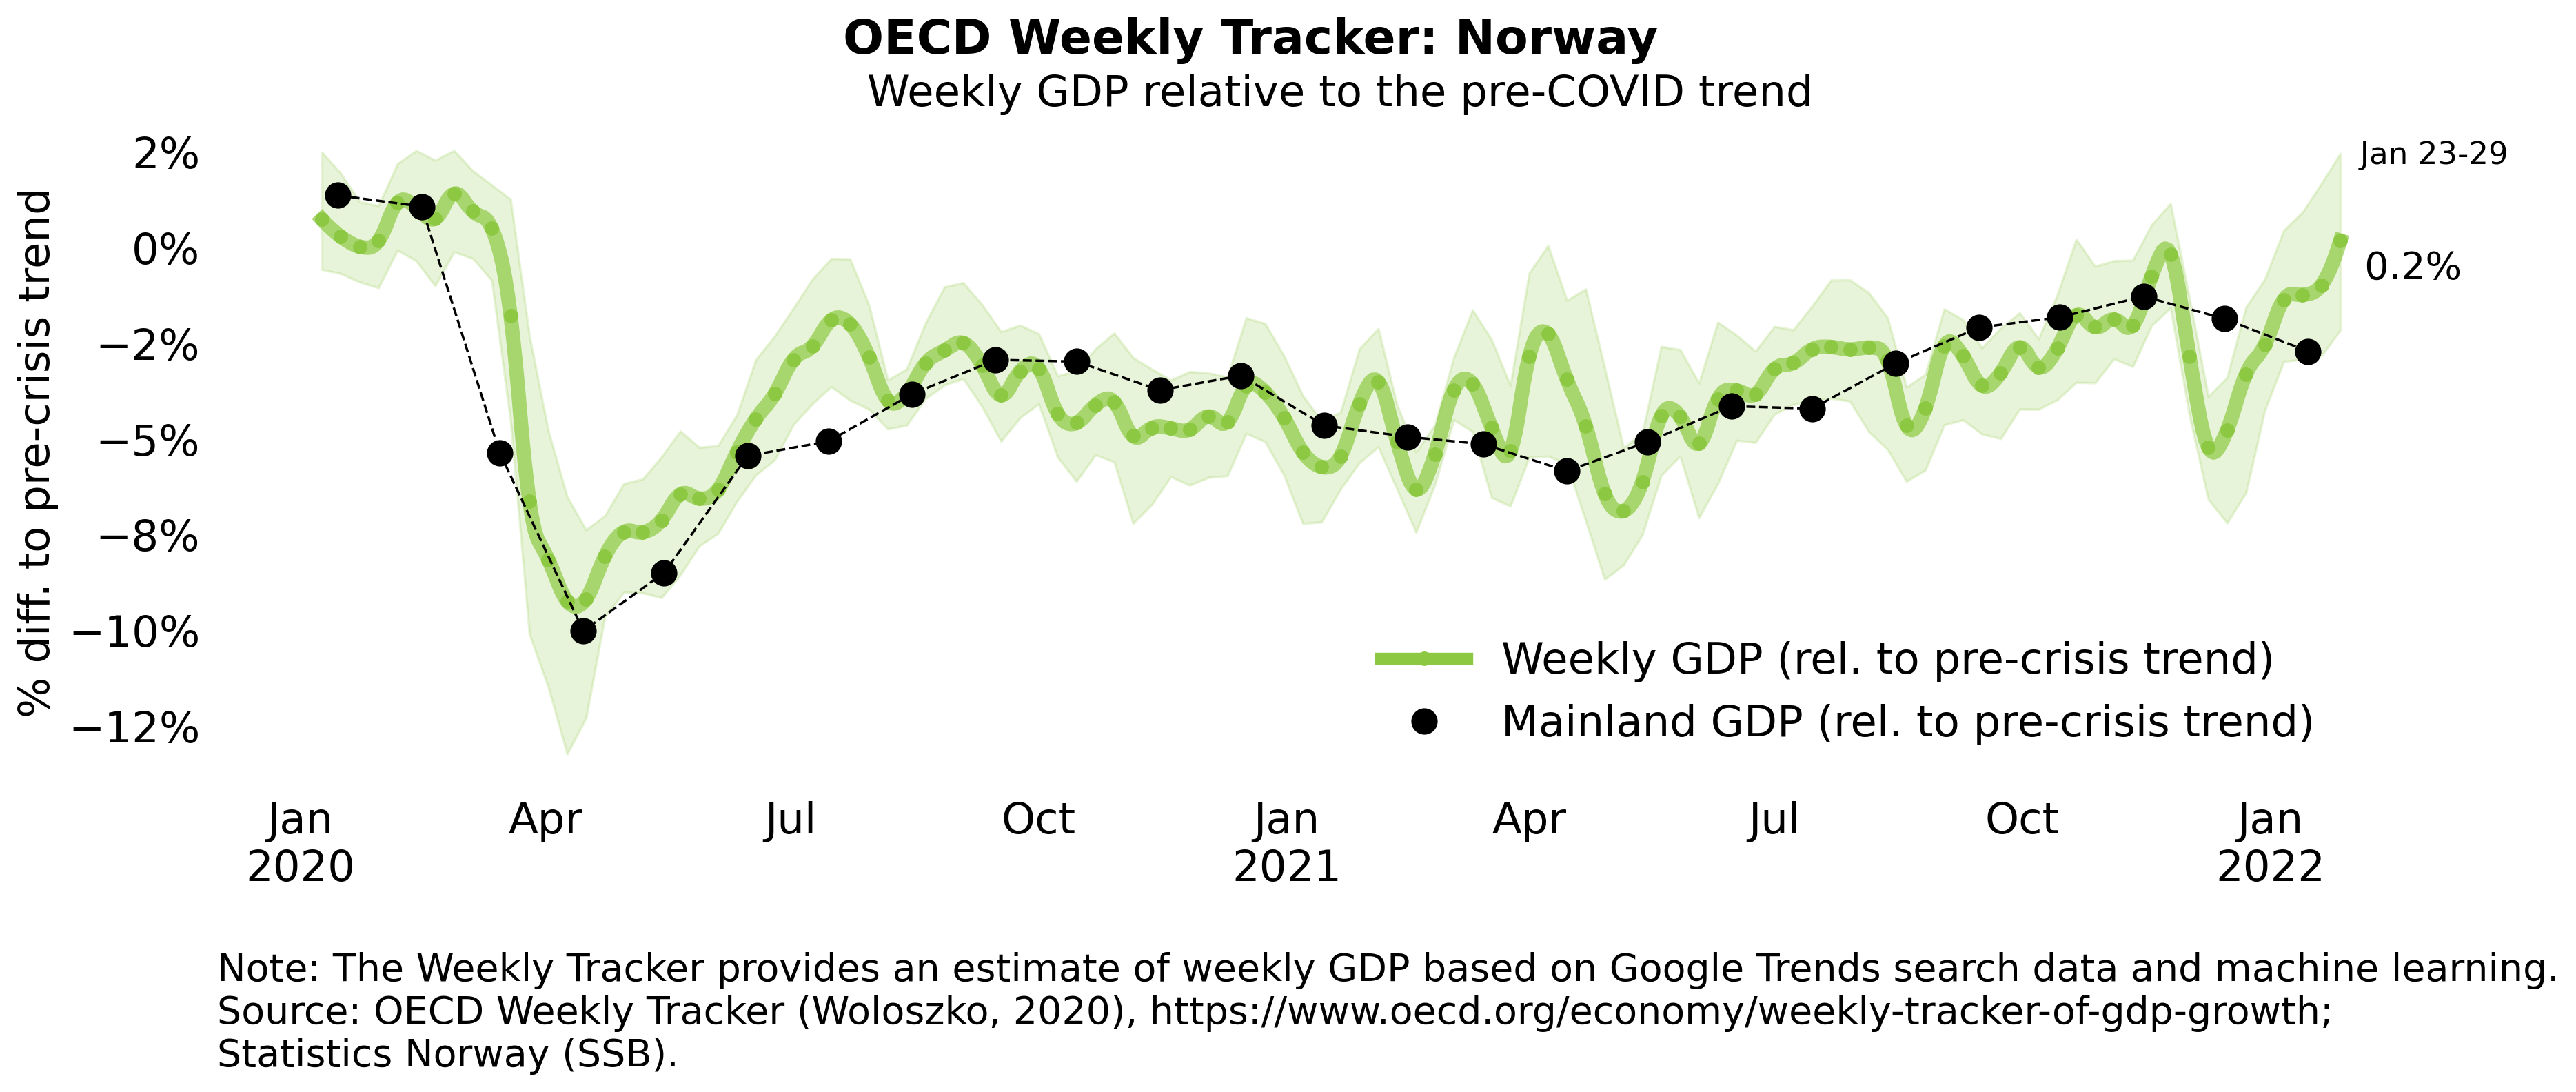 OECD Weekly Tracker: Norway
Weekly GDP relative to the pre-COVID trend
% diff. to pre-crisis trend
2%
0%
−2%
−5%
−8%
−10%
−12%
Jan 23-29
0.2%
Weekly GDP (rel. to pre-crisis trend)
Mainland GDP (rel. to pre-crisis trend)
Jan Apr Jul Oct Jan Apr Jul Oct Jan
2020 2021 2022
Note: The Weekly Tracker provides an estimate of weekly GDP based on Google Trends search data and machine learning.
Source: OECD Weekly Tracker (Woloszko, 2020), https://www.oecd.org/economy/weekly-tracker-of-gdp-growth;
Statistics Norway (SSB).